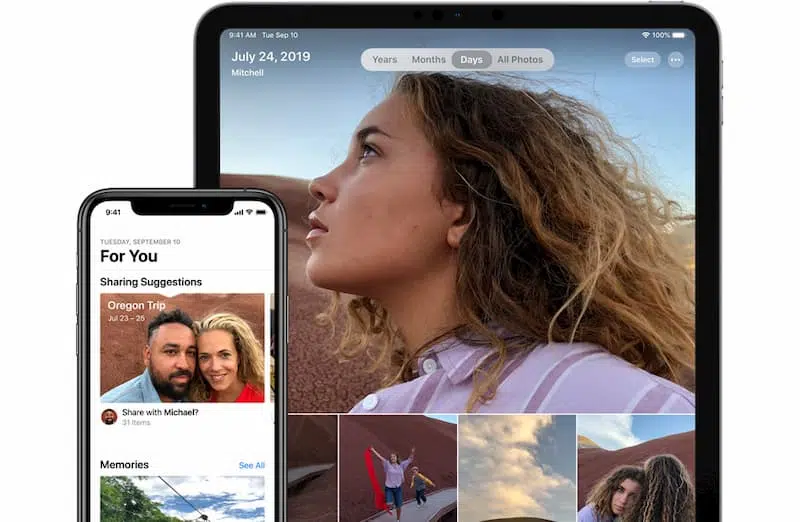 9:41 AM Tue Sep 10
100%
July 24, 2019
Mitchell
Years Months Days All Photos
Select
9:41
TUESDAY, SEPTEMBER 10
For You
Sharing Suggestions
Oregon Trip
Jul 23 – 25
Share with Michael?
31 Items
Memories
See All